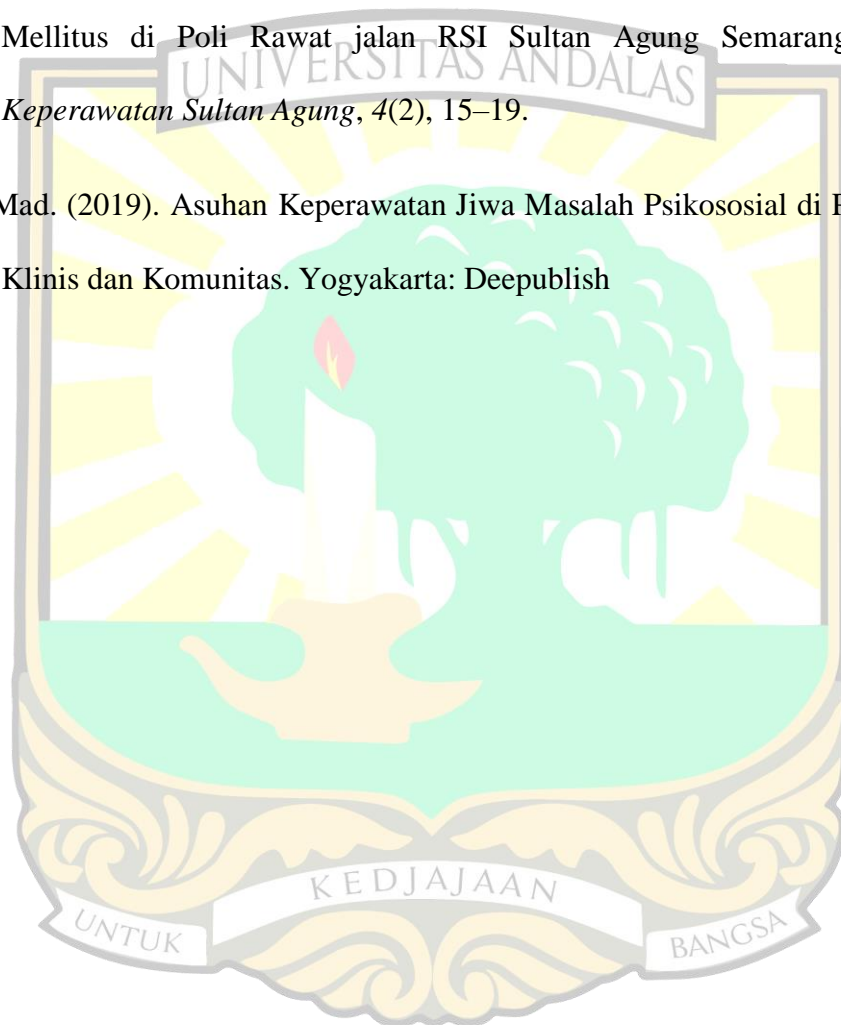 Mellitus di Poli Rawat jalan RSI Sultan Agung Semarang
UNIVERSITAS ANDALAS
Keperawatan Sultan Agung, 4(2), 15–19.
Mad. (2019). Asuhan Keperawatan Jiwa Masalah Psikososial di
Klinis dan Komunitas. Yogyakarta: Deepublish
KEDJAJAAN
UNTUK
BANGSA